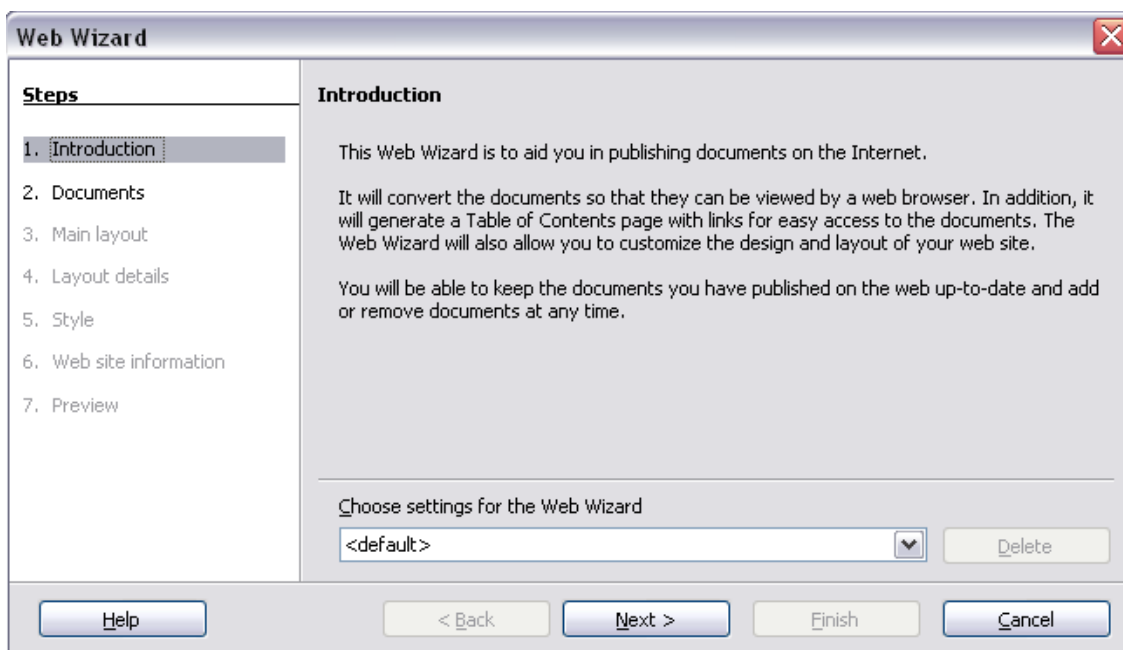 Web Wizard
Steps
1. Introduction
2. Documents
3. Main layout
4. Layout details
5. Style
6. Web site information
7. Preview
Introduction
This Web Wizard is to aid you in publishing documents on the Internet.
It will convert the documents so that they can be viewed by a web browser. In addition, it
will generate a Table of Contents page with links for easy access to the documents. The
Web Wizard will also allow you to customize the design and layout of your web site.
You will be able to keep the documents you have published on the web up-to-date and add
or remove documents at any time.
Choose settings for the Web Wizard
<default>
Delete
Help
< Back
Next >
Finish
Cancel